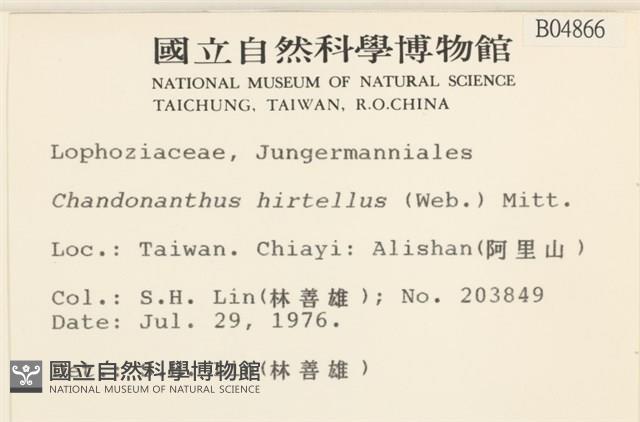 B04866
國立自然科學博物館
NATIONAL MUSEUM OF NATURAL SCIENCE
TAICHUNG, TAIWAN, R.O.CHINA
Lophoziaceae, Jungermanniales
Chandonanthus hirtellus (Web.) Mitt.
Loc.: Taiwan. Chiayi: Alishan(阿里山)
Col.: S.H. Lin(林善雄); No. 203849
Date: Jul. 29, 1976.
(林善雄)
國立自然科學博物館
NATIONAL MUSEUM OF NATURAL SCIENCE